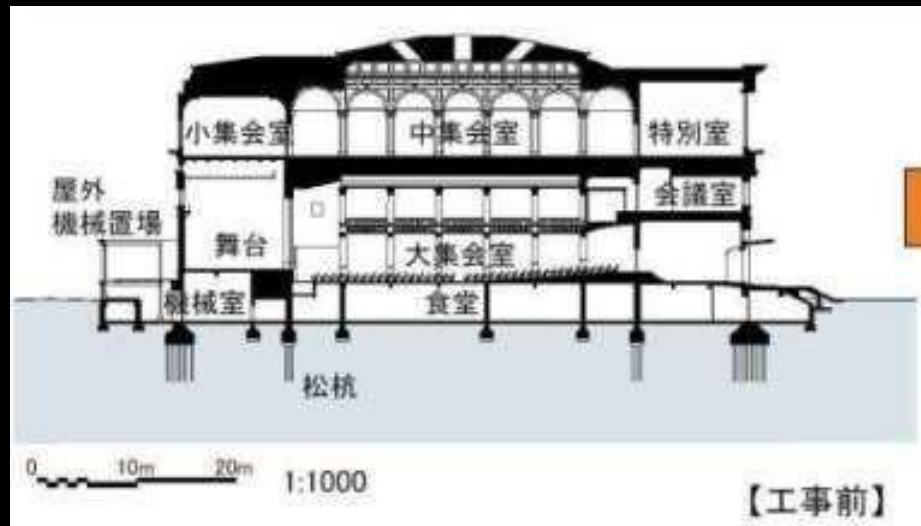 小集会室
中集会室
特別室
屋外
機械置場
会議室
舞台
大集会室
機械室
食堂
松杭
0 10m 20m
1:1000
【工事前】